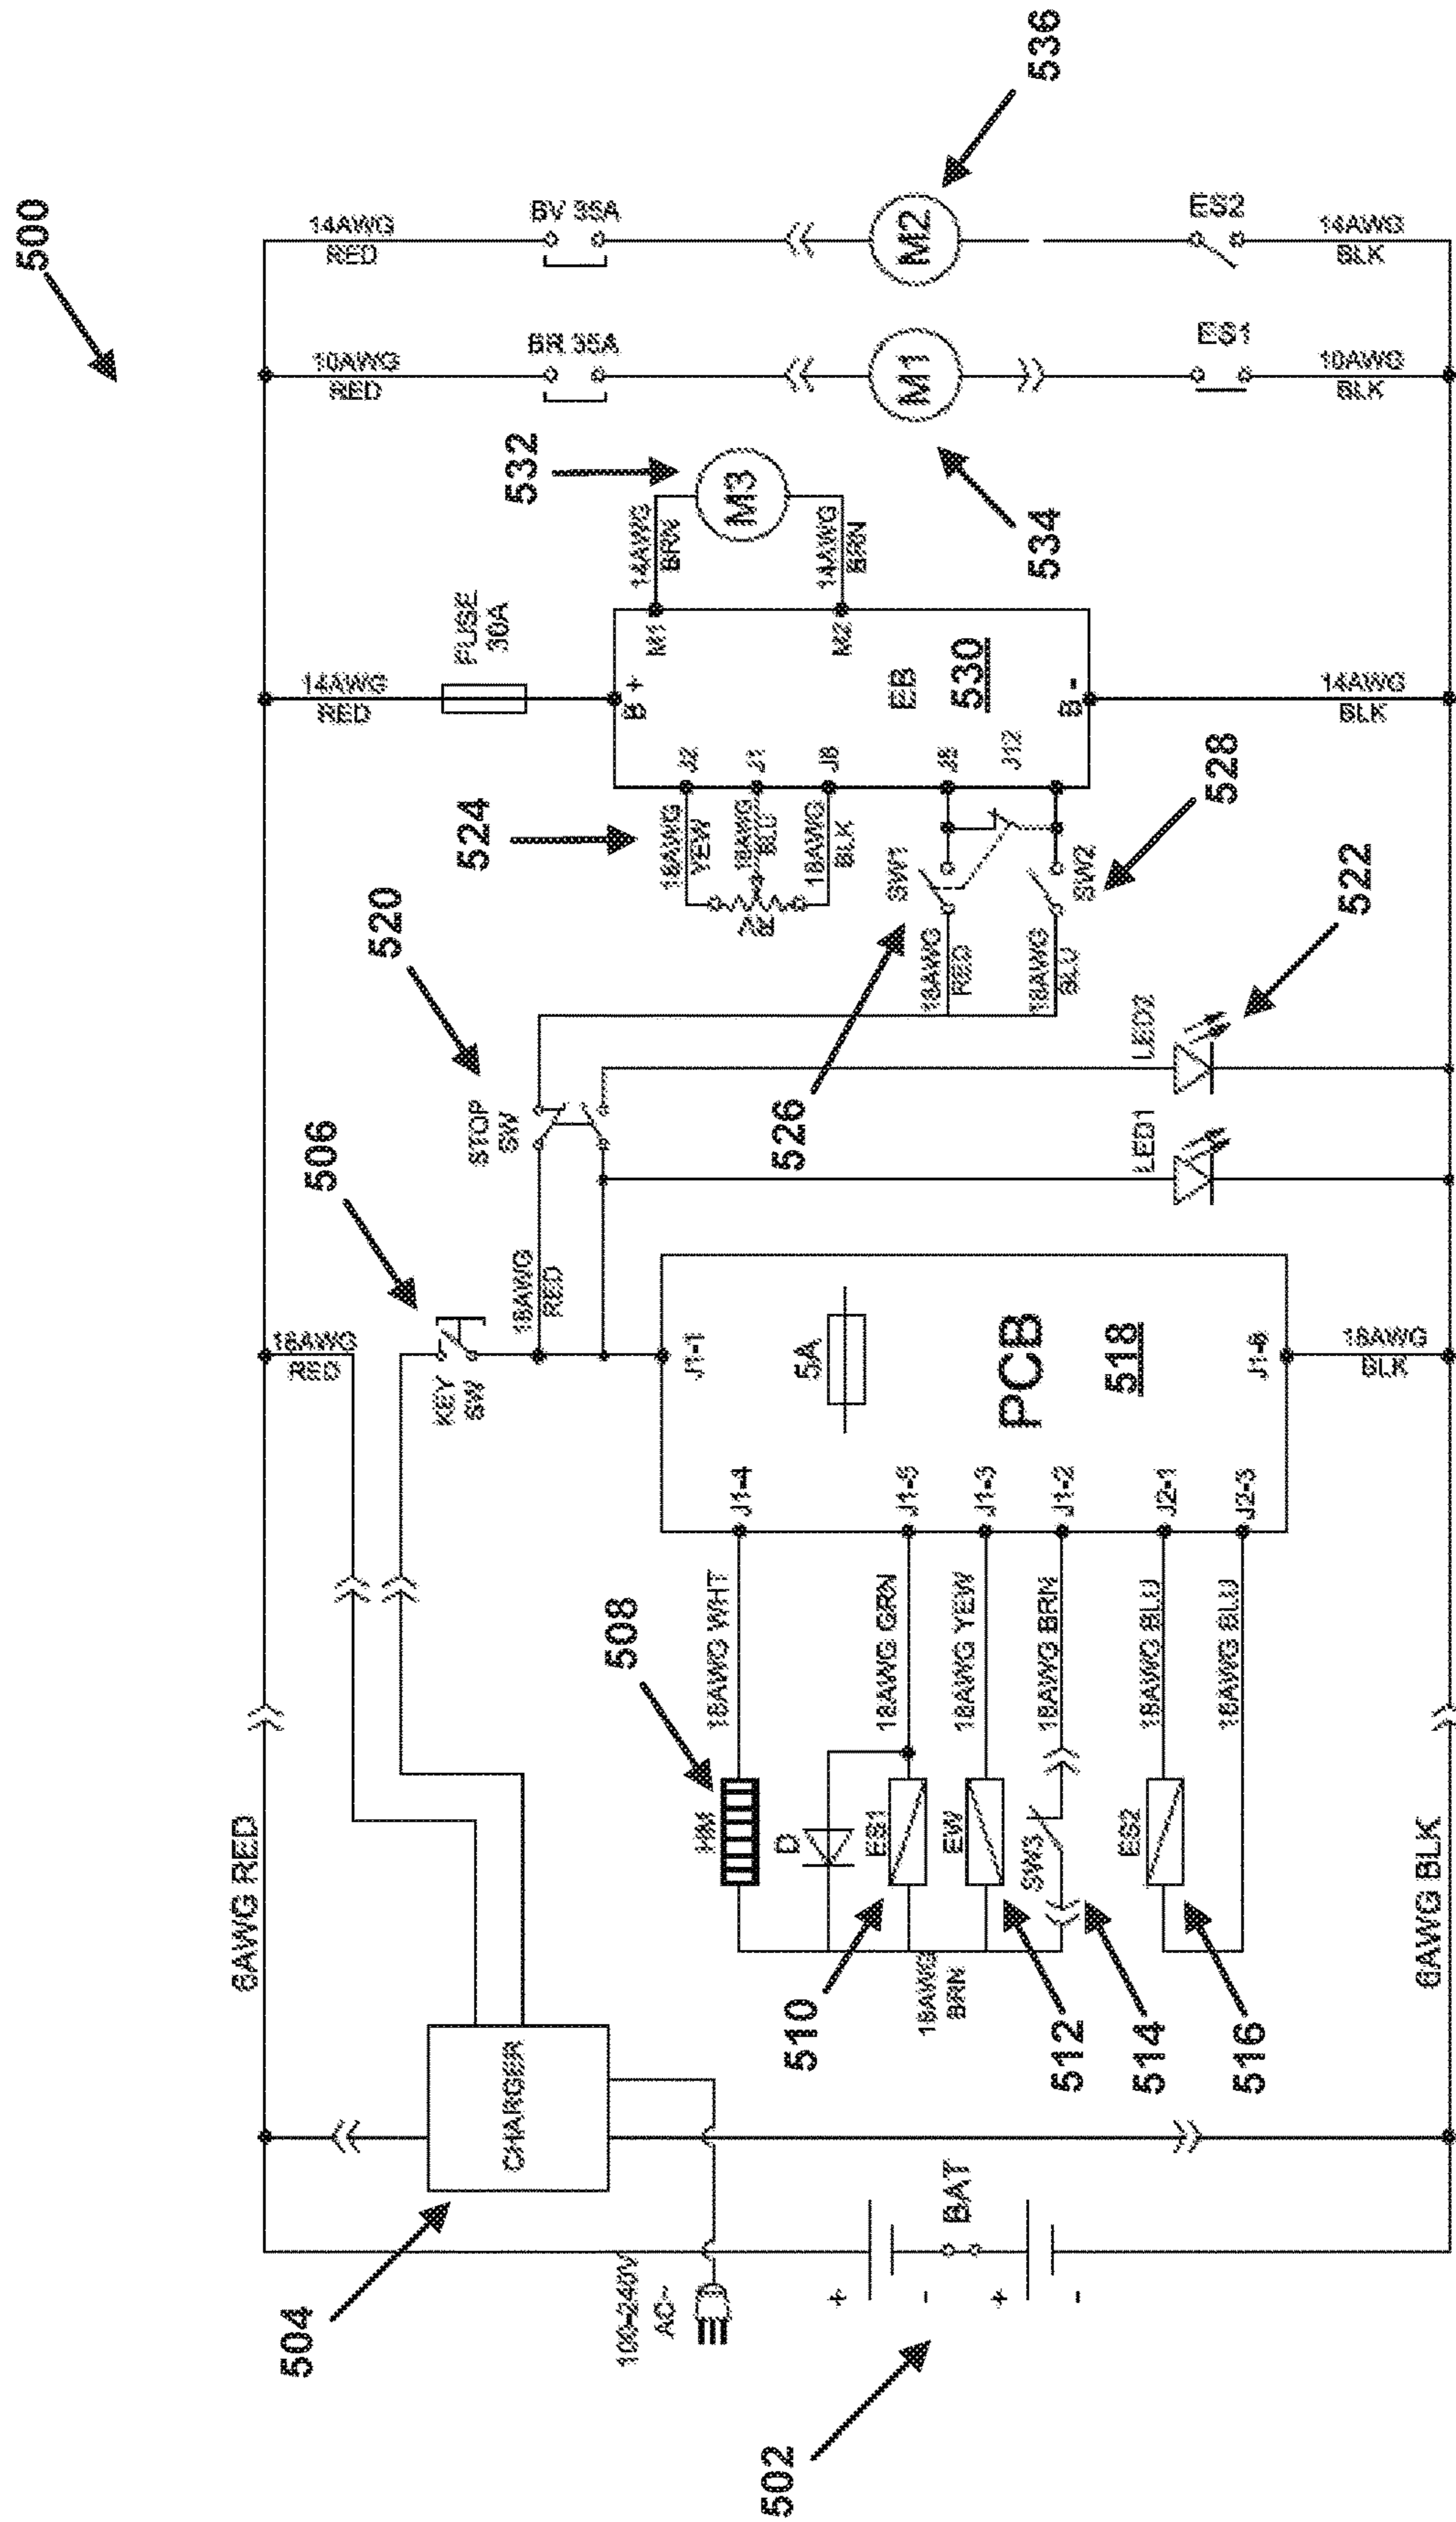 500
504
502
100-240V
AC~
CHARGER
6AWG RED
6AWG BLK
+
-
BAT
+
-
506
KEY
SW
18AWG
RED
508
HM
18AWG WHT
J1-4
D
510
ES1
18AWG GRN
J1-5
512
EW
18AWG YEW
J1-3
514
SW3
18AWG BRN
J1-2
18AWG
BRN
516
ES2
18AWG BLU
J2-1
18AWG BLU
J2-3
J1-1
5A
PCB
518
J1-6
18AWG
BLK
520
STOP
SW
18AWG
RED
LED1
LED2
522
524
18AWG
YEW
18AWG
BLU
18AWG
BLK
526
SW1
18AWG
RED
528
SW2
18AWG
BLU
14AWG
RED
FUSE
30A
B +
J2
J1
J6
J8
J12
M1
M2
EB
530
B -
14AWG
BLK
532
M3
14AWG
BRN
14AWG
BRN
10AWG
RED
BR 35A
M1
534
ES1
10AWG
BLK
14AWG
RED
BV 35A
M2
536
ES2
14AWG
BLK